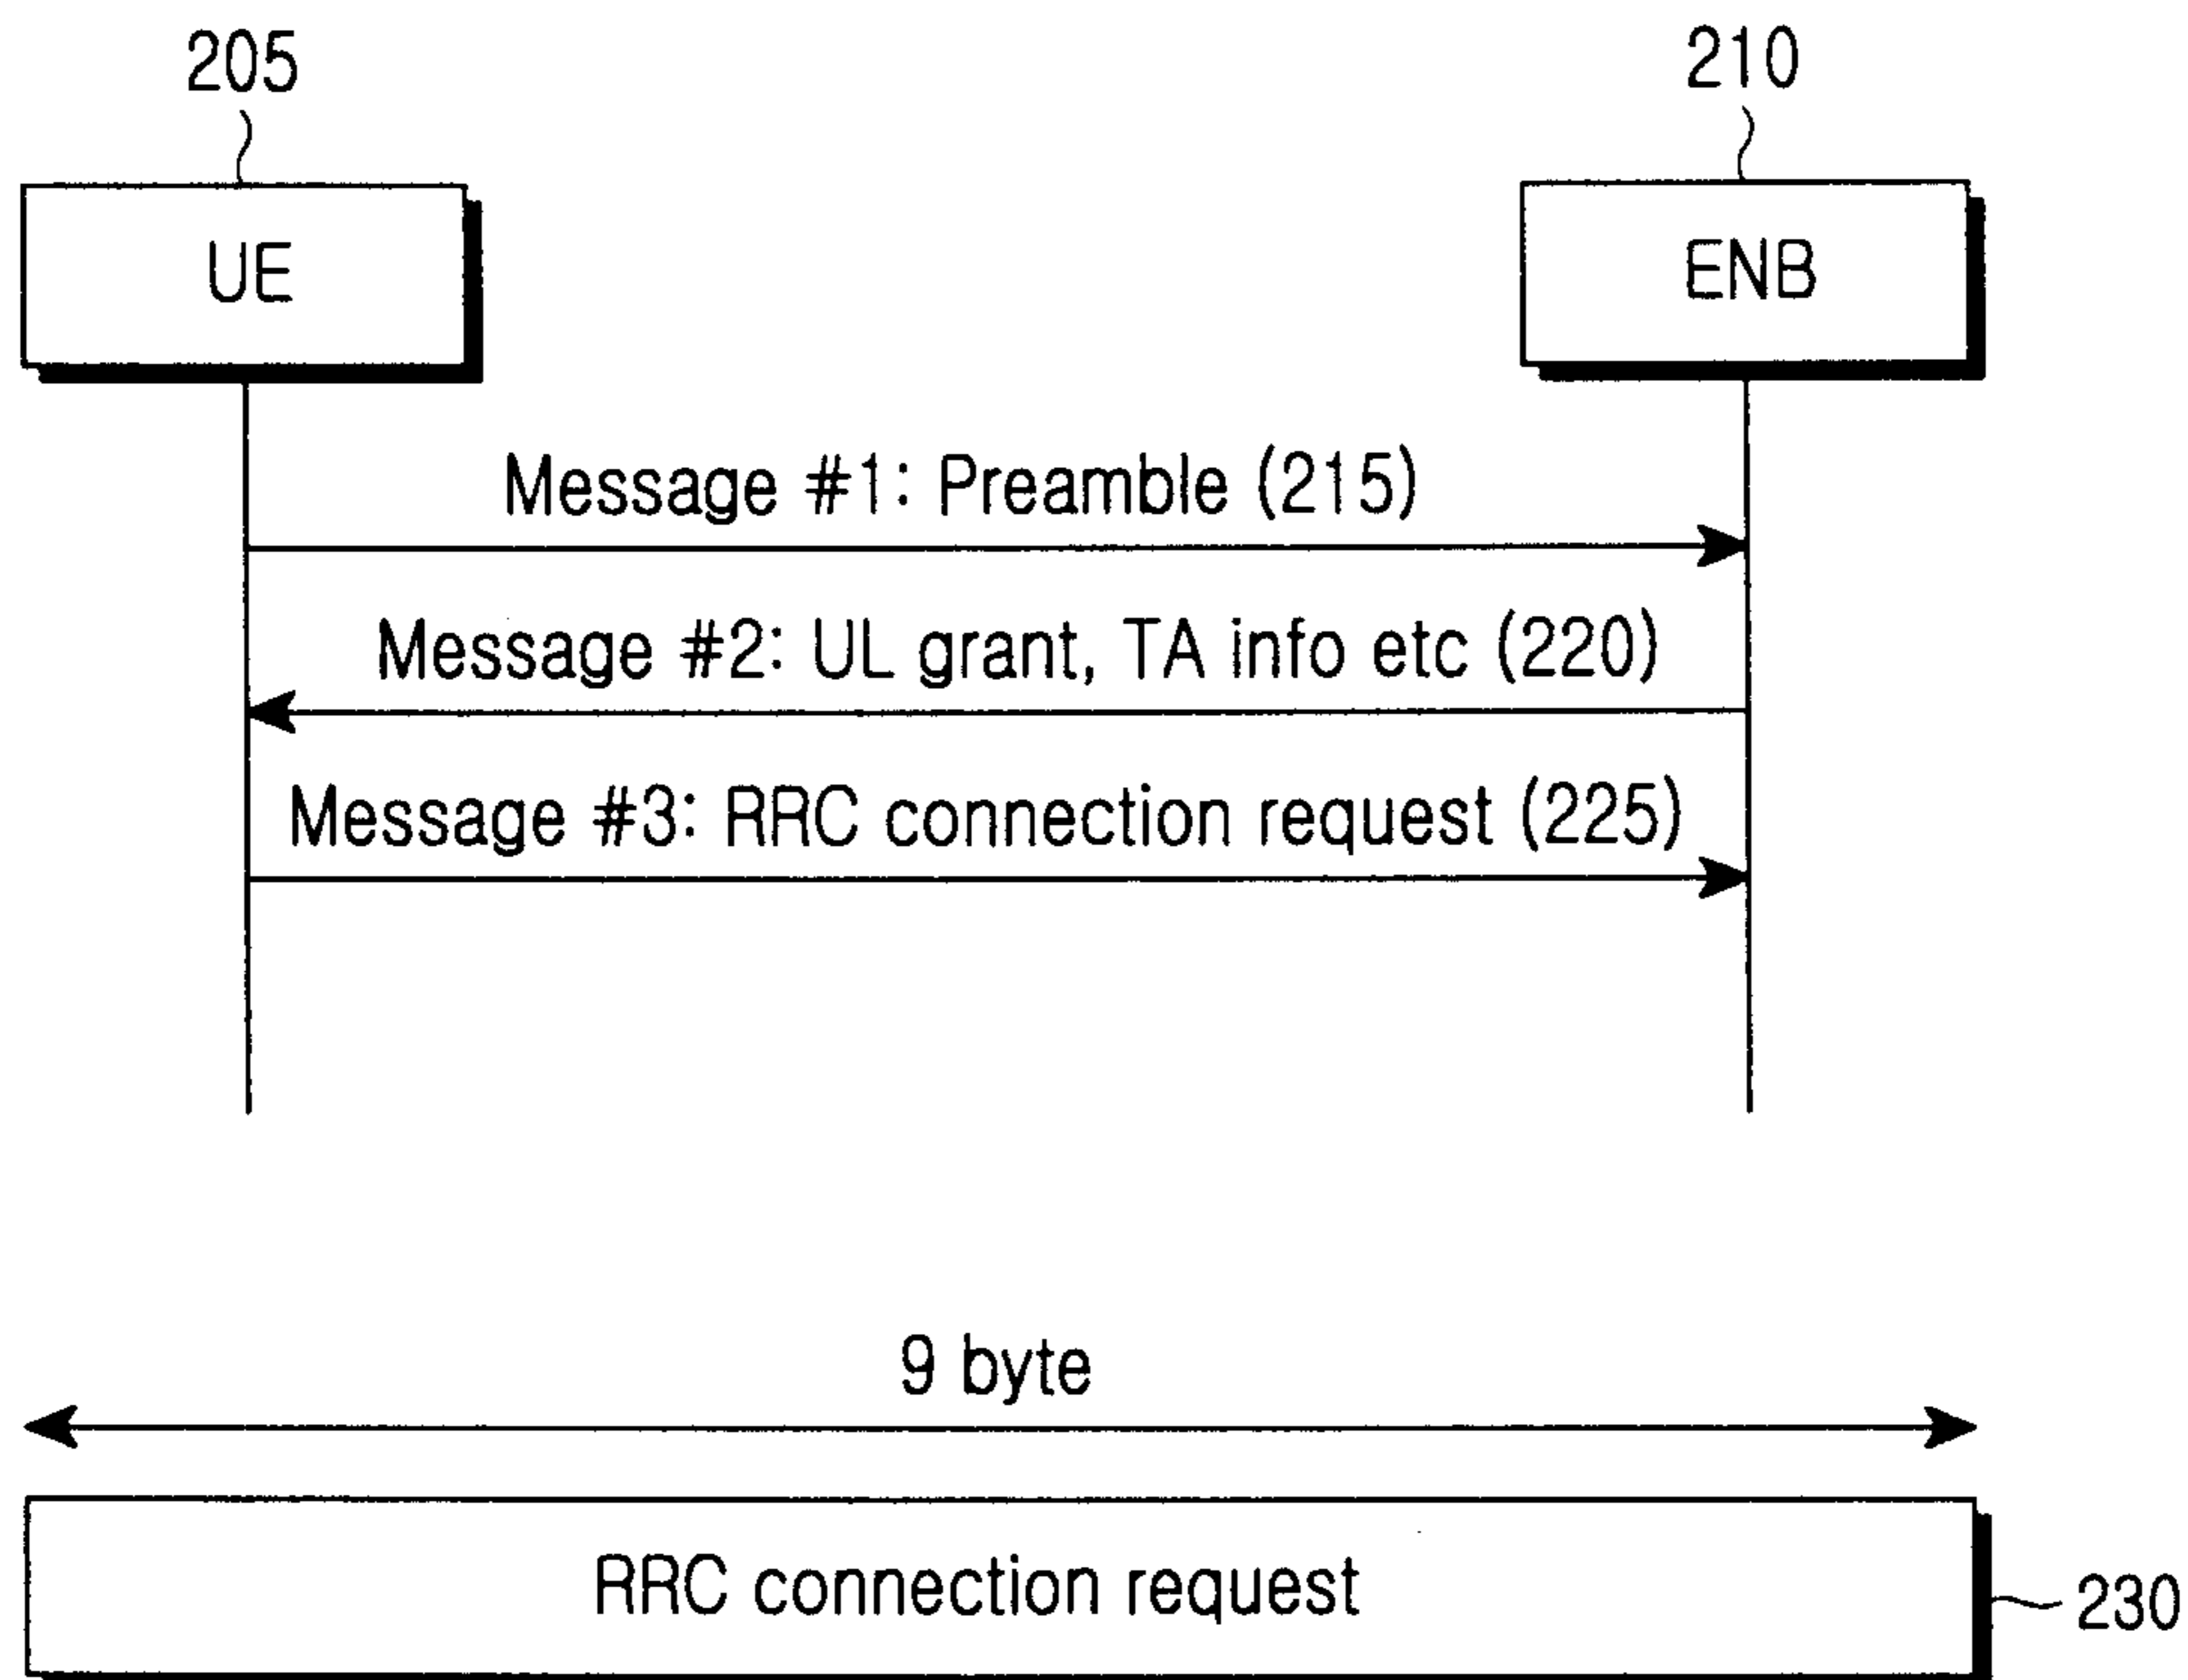 205
210
UE
ENB
Message #1: Preamble (215)
Message #2: UL grant, TA info etc (220)
Message #3: RRC connection request (225)
9 byte
RRC connection request
230